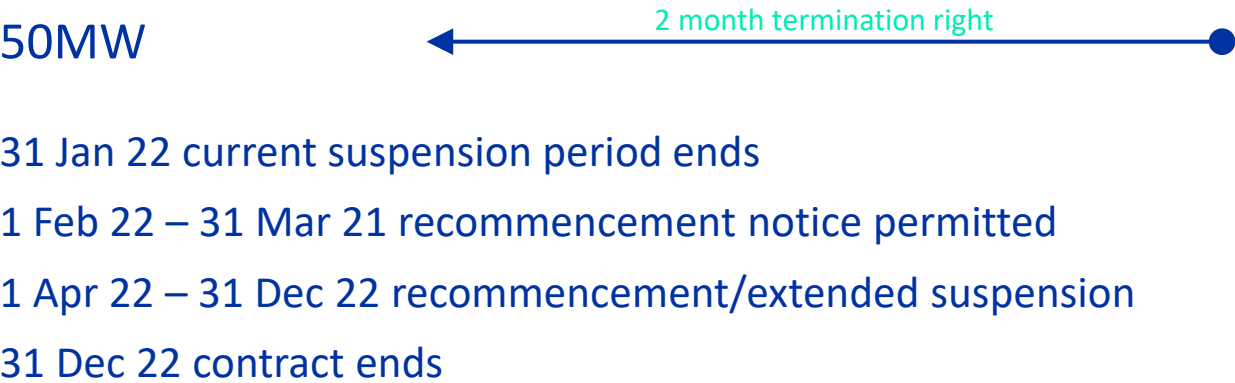 2 month termination right
50MW
31 Jan 22 current suspension period ends
1 Feb 22 – 31 Mar 21 recommencement notice permitted
1 Apr 22 – 31 Dec 22 recommencement/extended suspension
31 Dec 22 contract ends